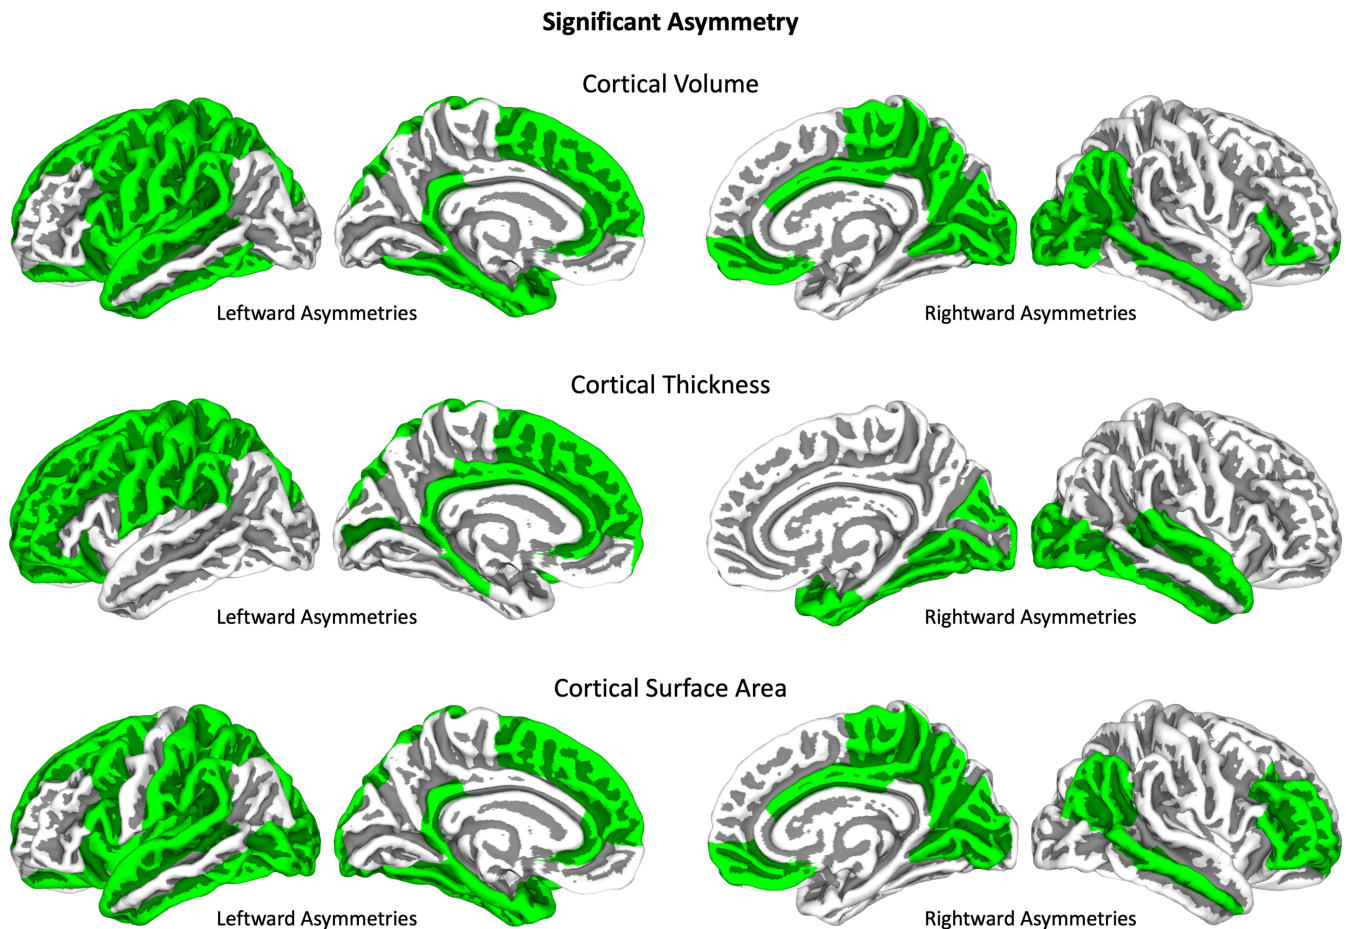 Significant Asymmetry
Cortical Volume
Leftward Asymmetries
Rightward Asymmetries
Cortical Thickness
Leftward Asymmetries
Rightward Asymmetries
Cortical Surface Area
Leftward Asymmetries
Rightward Asymmetries